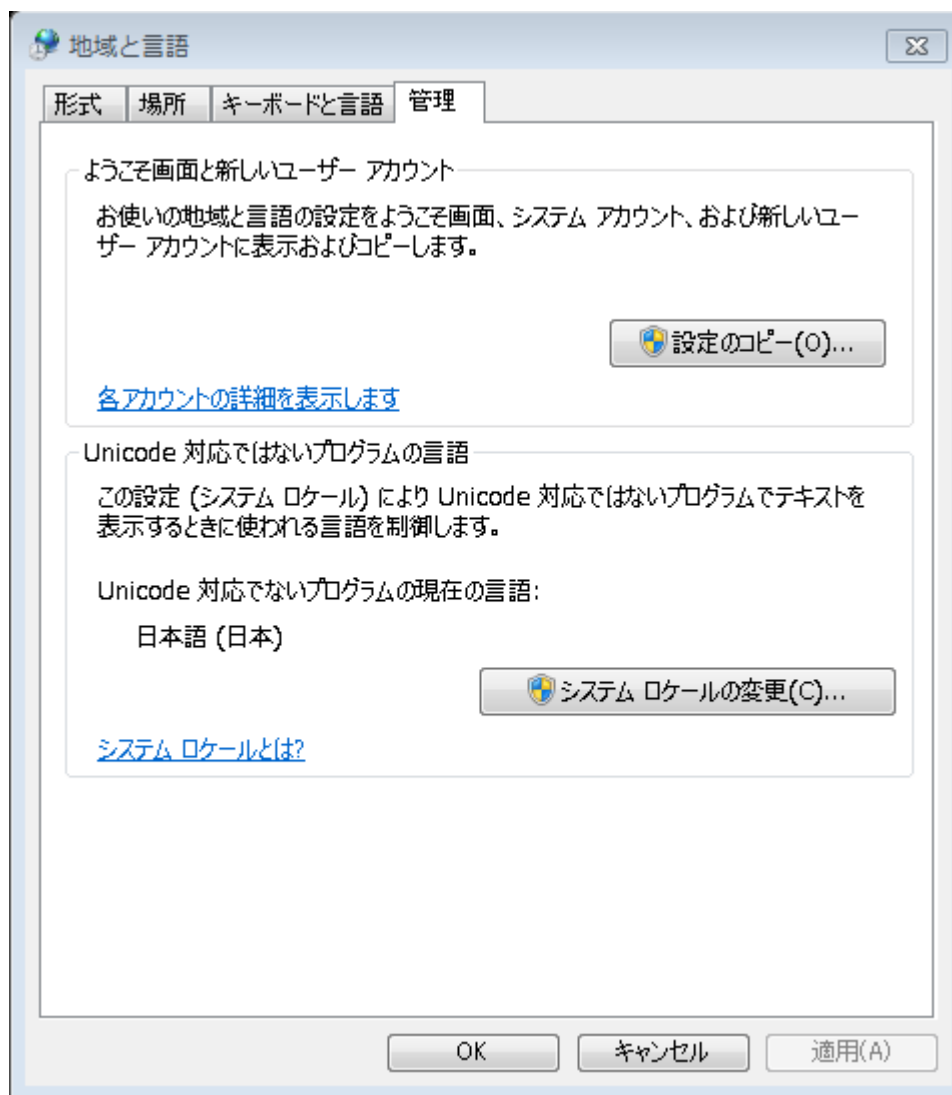 地域と言語
形式 場所 キーボードと言語 管理
ようこそ画面と新しいユーザー アカウント
お使いの地域と言語の設定をようこそ画面、システム アカウント、および新しいユー
ザー アカウントに表示およびコピーします。
設定のコピー(O)...
各アカウントの詳細を表示します
Unicode 対応ではないプログラムの言語
この設定 (システム ロケール) により Unicode 対応ではないプログラムでテキストを
表示するときに使われる言語を制御します。
Unicode 対応でないプログラムの現在の言語:
日本語 (日本)
システム ロケールの変更(C)...
システム ロケールとは?
OK キャンセル 適用(A)